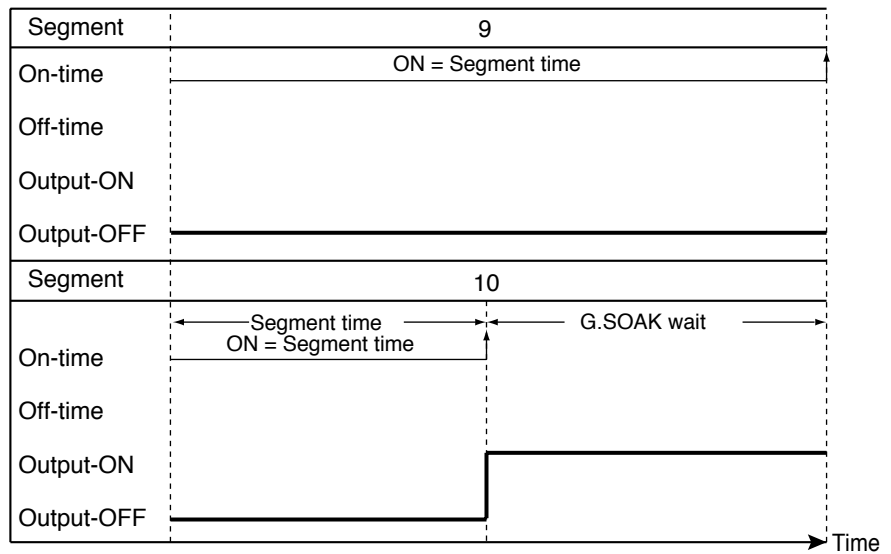 Segment 9
On-time ON = Segment time
Off-time
Output-ON
Output-OFF
Segment 10
Segment time G.SOAK wait
On-time ON = Segment time
Off-time
Output-ON
Output-OFF
Time